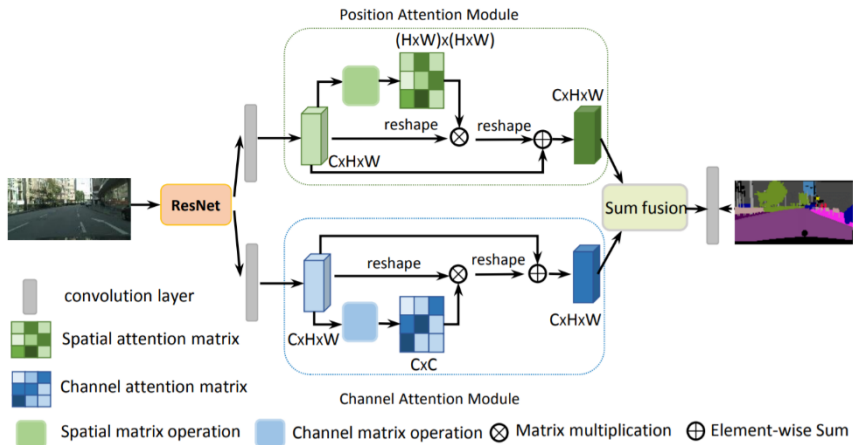 Position Attention Module
(HxW)x(HxW)
CxHxW
reshape
reshape
CxHxW
ResNet
Sum fusion
reshape
reshape
CxHxW
CxHxW
CxC
convolution layer
Spatial attention matrix
Channel attention matrix
Channel Attention Module
Spatial matrix operation
Channel matrix operation
Matrix multiplication
Element-wise Sum